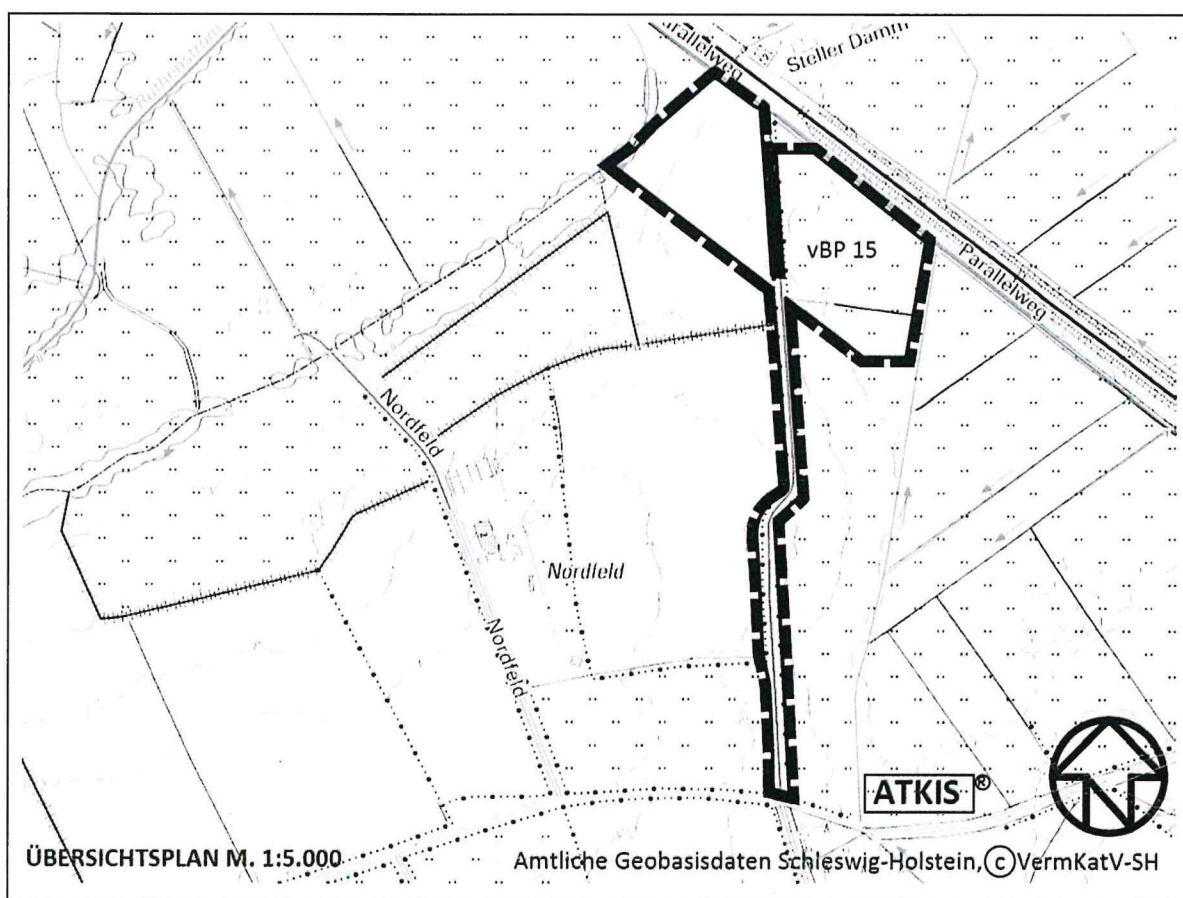 Parallelweg
Steller Damm
Ruthenstrom
vBP 15
Parallelweg
Nordfeld
Nordfeld
Nordfeld
ATKIS®
N
ÜBERSICHTSPLAN M. 1:5.000
Amtliche Geobasisdaten Schleswig-Holstein, ©VermKatV-SH